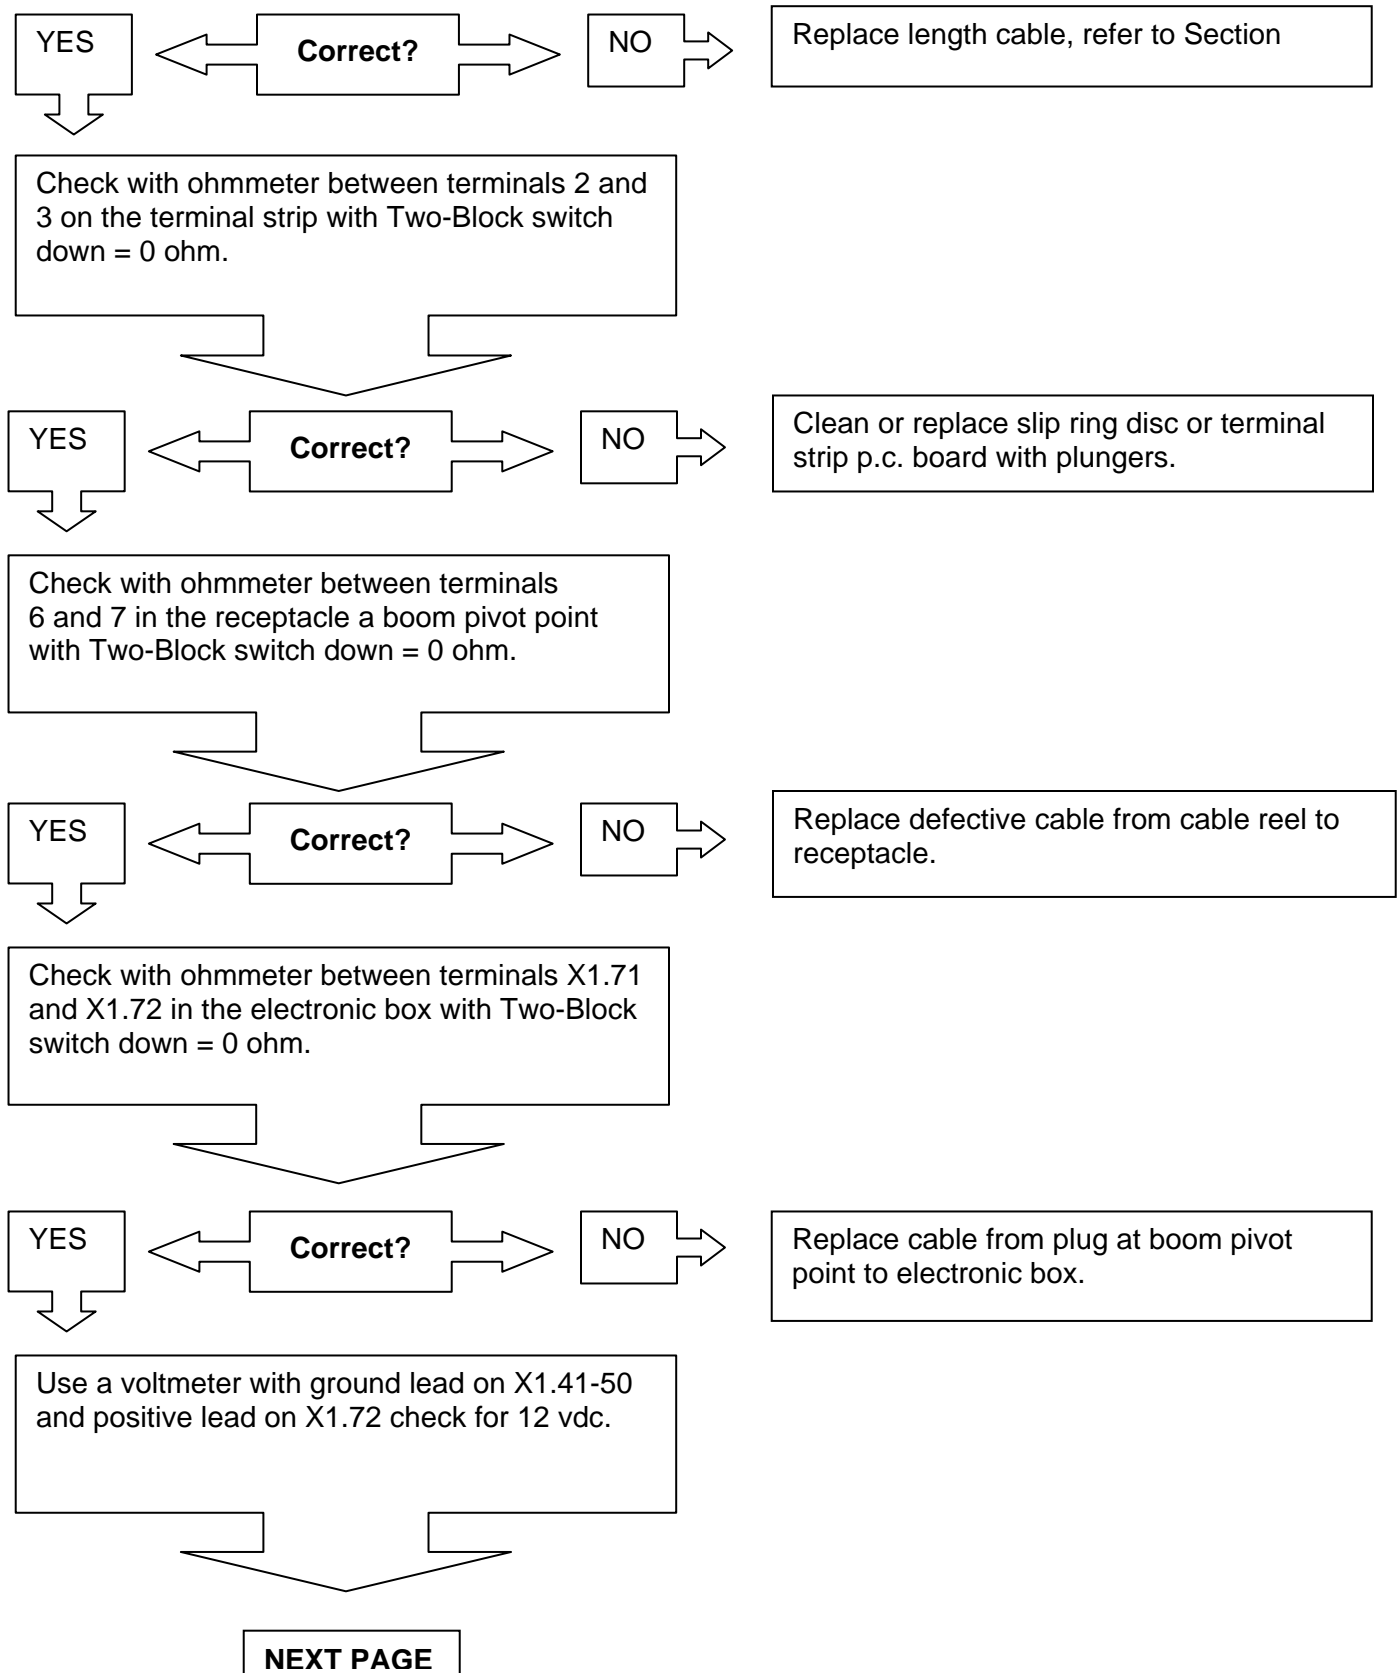 YES
Correct?
NO
Replace length cable, refer to Section
Check with ohmmeter between terminals 2 and
3 on the terminal strip with Two-Block switch
down = 0 ohm.
YES
Correct?
NO
Clean or replace slip ring disc or terminal
strip p.c. board with plungers.
Check with ohmmeter between terminals
6 and 7 in the receptacle a boom pivot point
with Two-Block switch down = 0 ohm.
YES
Correct?
NO
Replace defective cable from cable reel to
receptacle.
Check with ohmmeter between terminals X1.71
and X1.72 in the electronic box with Two-Block
switch down = 0 ohm.
YES
Correct?
NO
Replace cable from plug at boom pivot
point to electronic box.
Use a voltmeter with ground lead on X1.41-50
and positive lead on X1.72 check for 12 vdc.
NEXT PAGE